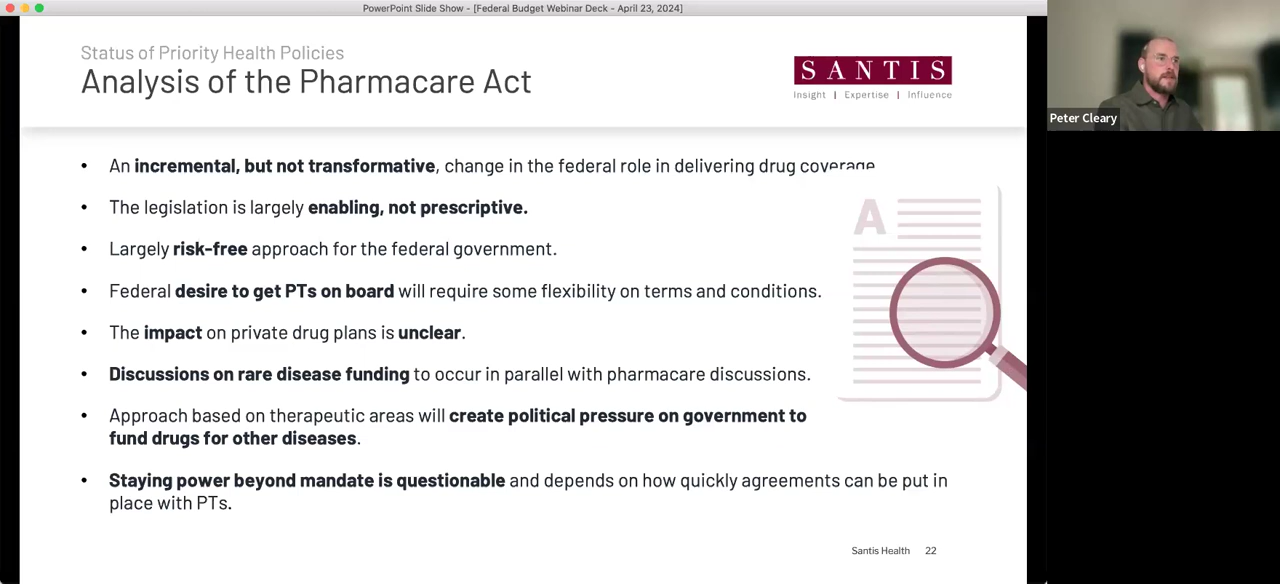 PowerPoint Slide Show - [Federal Budget Webinar Deck - April 23, 2024]
Status of Priority Health Policies
Analysis of the Pharmacare Act
SANTIS
Insight | Expertise | Influence
Peter Cleary
• An incremental, but not transformative, change in the federal role in delivering drug coverage
• The legislation is largely enabling, not prescriptive.
• Largely risk-free approach for the federal government.
• Federal desire to get PTs on board will require some flexibility on terms and conditions.
• The impact on private drug plans is unclear.
• Discussions on rare disease funding to occur in parallel with pharmacare discussions.
• Approach based on therapeutic areas will create political pressure on government to
fund drugs for other diseases.
• Staying power beyond mandate is questionable and depends on how quickly agreements can be put in
place with PTs.
A
Santis Health 22